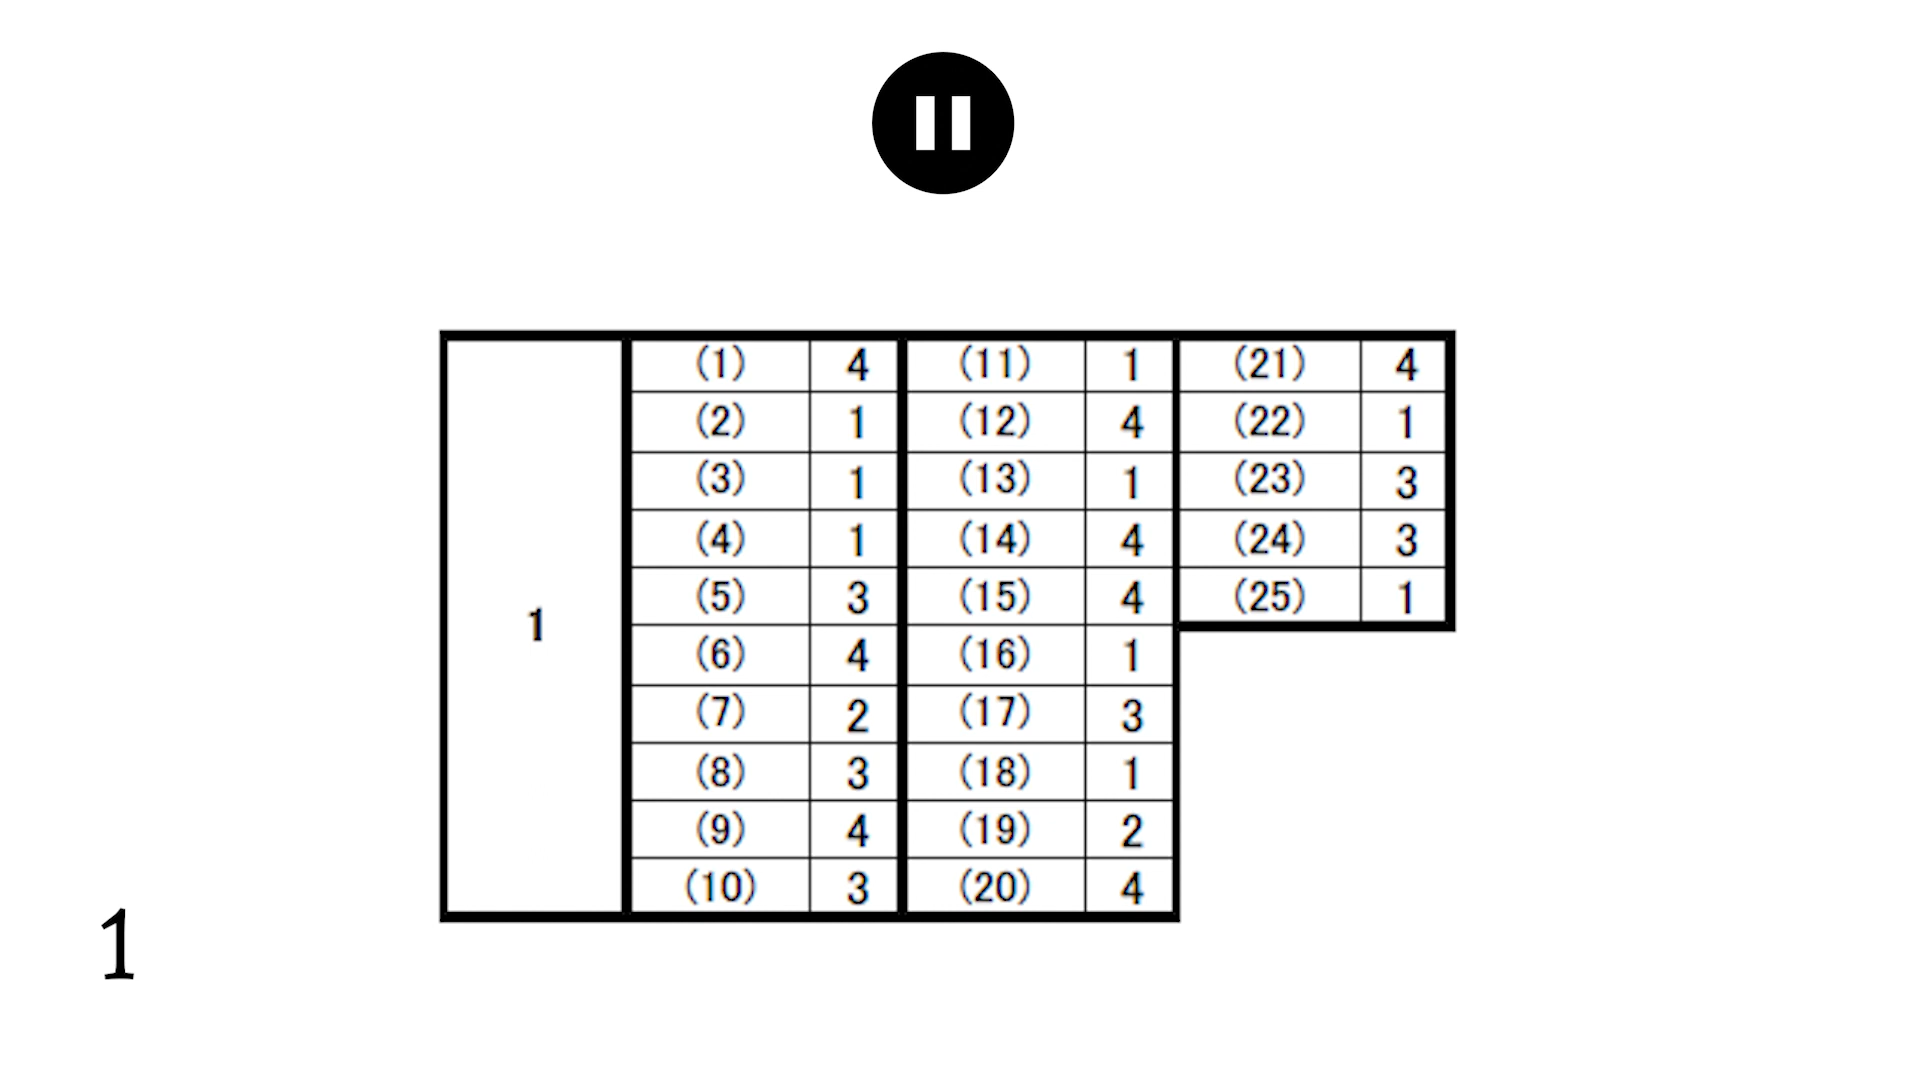 1
(1) 4 (11) 1 (21) 4
(2) 1 (12) 4 (22) 1
(3) 1 (13) 1 (23) 3
(4) 1 (14) 4 (24) 3
(5) 3 (15) 4 (25) 1
(6) 4 (16) 1
(7) 2 (17) 3
(8) 3 (18) 1
(9) 4 (19) 2
(10) 3 (20) 4
1